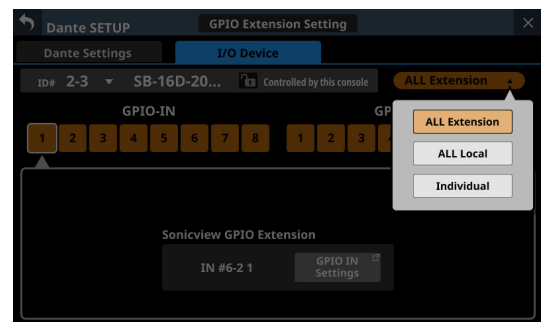 Dante SETUP
GPIO Extension Setting
Dante Settings
I/O Device
ID# 2-3 SB-16D-20... Controlled by this console ALL Extension
GPIO-IN
GP
1 2 3 4 5 6 7 8 1 2 3
ALL Extension
ALL Local
Individual
Sonicview GPIO Extension
IN #6-2 1
GPIO IN
Settings